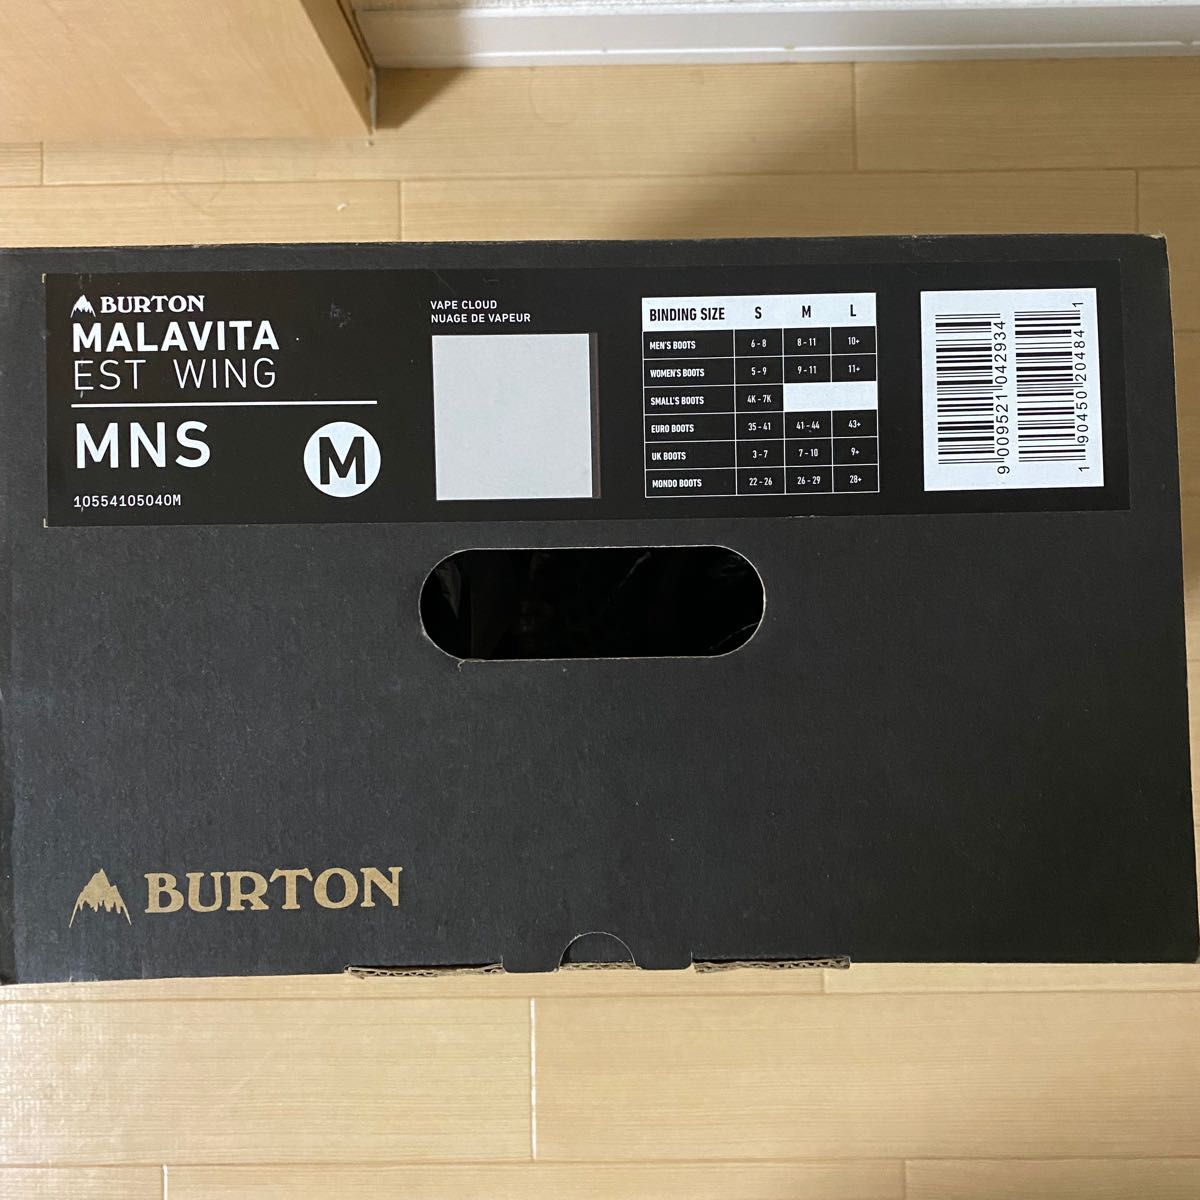 BURTON
MALAVITA
EST WING
MNS
M
10554105040M
VAPE CLOUD
NUAGE DE VAPEUR
BINDING SIZE S M L
MEN'S BOOTS 6 - 8 8 - 11 10+
WOMEN'S BOOTS 5 - 9 9 - 11 11+
SMALL'S BOOTS 4K - 7K
EURO BOOTS 35 - 41 41 - 44 43+
UK BOOTS 3 - 7 7 - 10 9+
MONDO BOOTS 22 - 26 26 - 29 28+
9 009521 042934
1 90450 20484 1
BURTON